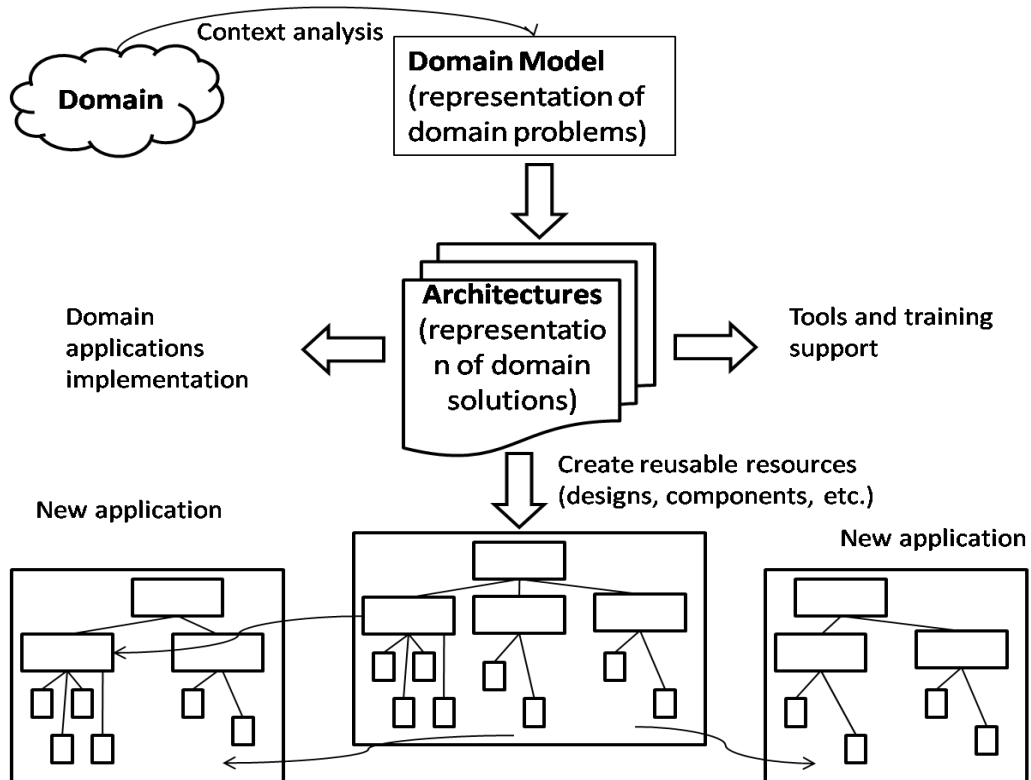 Context analysis
Domain
Domain Model
(representation of
domain problems)
Architectures
(representatio
n of domain
solutions)
Domain
applications
implementation
Tools and training
support
Create reusable resources
(designs, components, etc.)
New application
New application